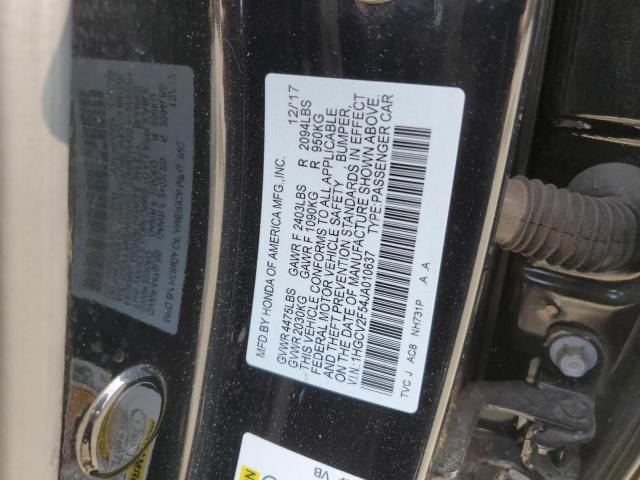 MFD.BY HONDA OF AMERICA MFG.,INC. 12/'17
GVWR 4475LBS GAWR F 2403LBS R 2094LBS
GVWR 2030KG GAWR F 1090KG R 950KG
THIS VEHICLE CONFORMS TO ALL APPLICABLE
FEDERAL MOTOR VEHICLE SAFETY , BUMPER,
AND THEFT PREVENTION STANDARDS IN EFFECT
ON THE DATE OF MANUFACTURE SHOWN ABOVE.
V.I.N.:1HGCV2F54JA010637 TYPE:PASSENGER CAR
TVC J AC8 NH731P .A .A
VB